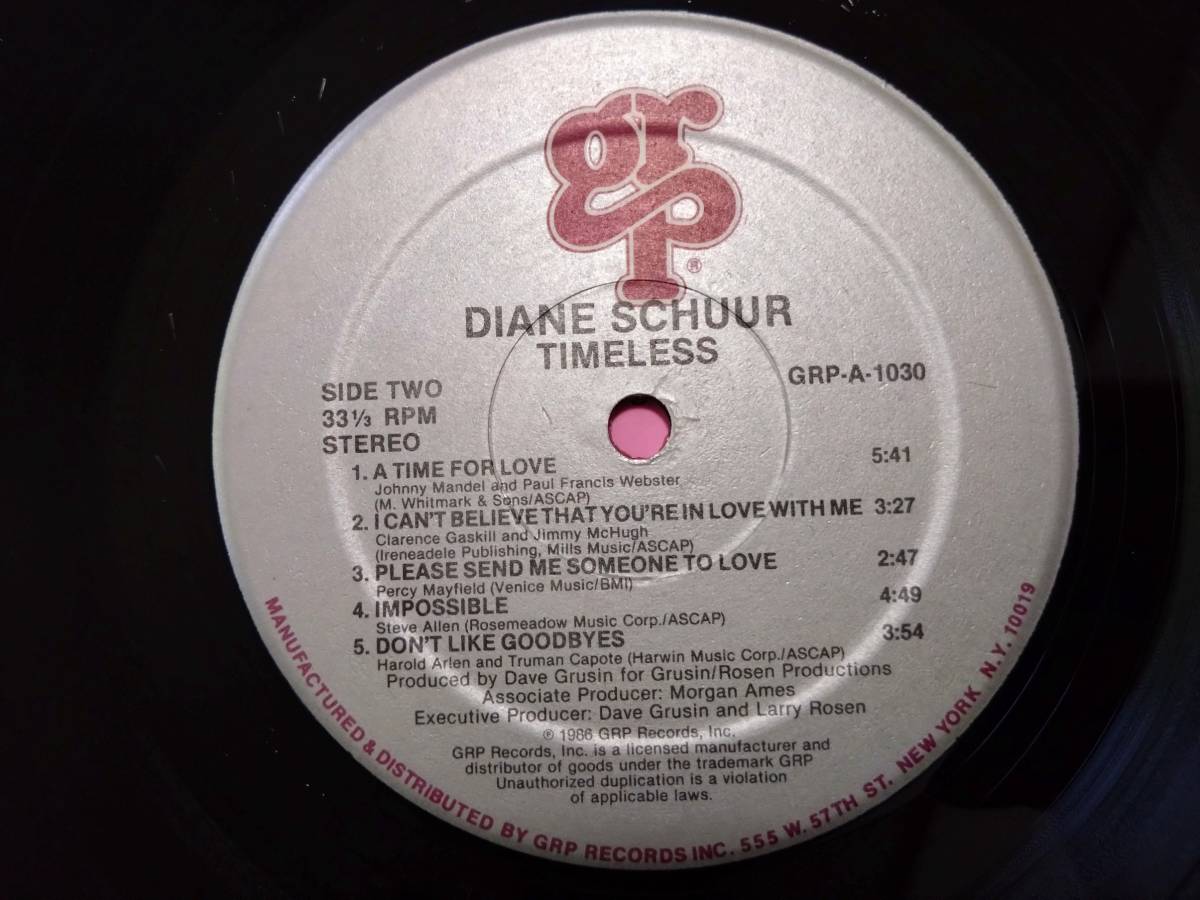 grp®
DIANE SCHUUR
TIMELESS
GRP-A-1030
SIDE TWO
33⅓ RPM
STEREO
1. A TIME FOR LOVE 5:41
Johnny Mandel and Paul Francis Webster
(M. Whitmark & Sons/ASCAP)
2. I CAN'T BELIEVE THAT YOU'RE IN LOVE WITH ME 3:27
Clarence Gaskill and Jimmy McHugh
(Ireneadele Publishing, Mills Music/ASCAP)
3. PLEASE SEND ME SOMEONE TO LOVE 2:47
Percy Mayfield (Venice Music/BMI)
4. IMPOSSIBLE 4:49
Steve Allen (Rosemeadow Music Corp./ASCAP)
5. DON'T LIKE GOODBYES 3:54
Harold Arlen and Truman Capote (Harwin Music Corp./ASCAP)
Produced by Dave Grusin for Grusin/Rosen Productions
Associate Producer: Morgan Ames
Executive Producer: Dave Grusin and Larry Rosen
℗ 1986 GRP Records, Inc.
GRP Records, Inc. is a licensed manufacturer and
distributor of goods under the trademark GRP
Unauthorized duplication is a violation
of applicable laws.
MANUFACTURED & DISTRIBUTED BY GRP RECORDS INC. 555 W. 57TH ST. NEW YORK N.Y. 10019